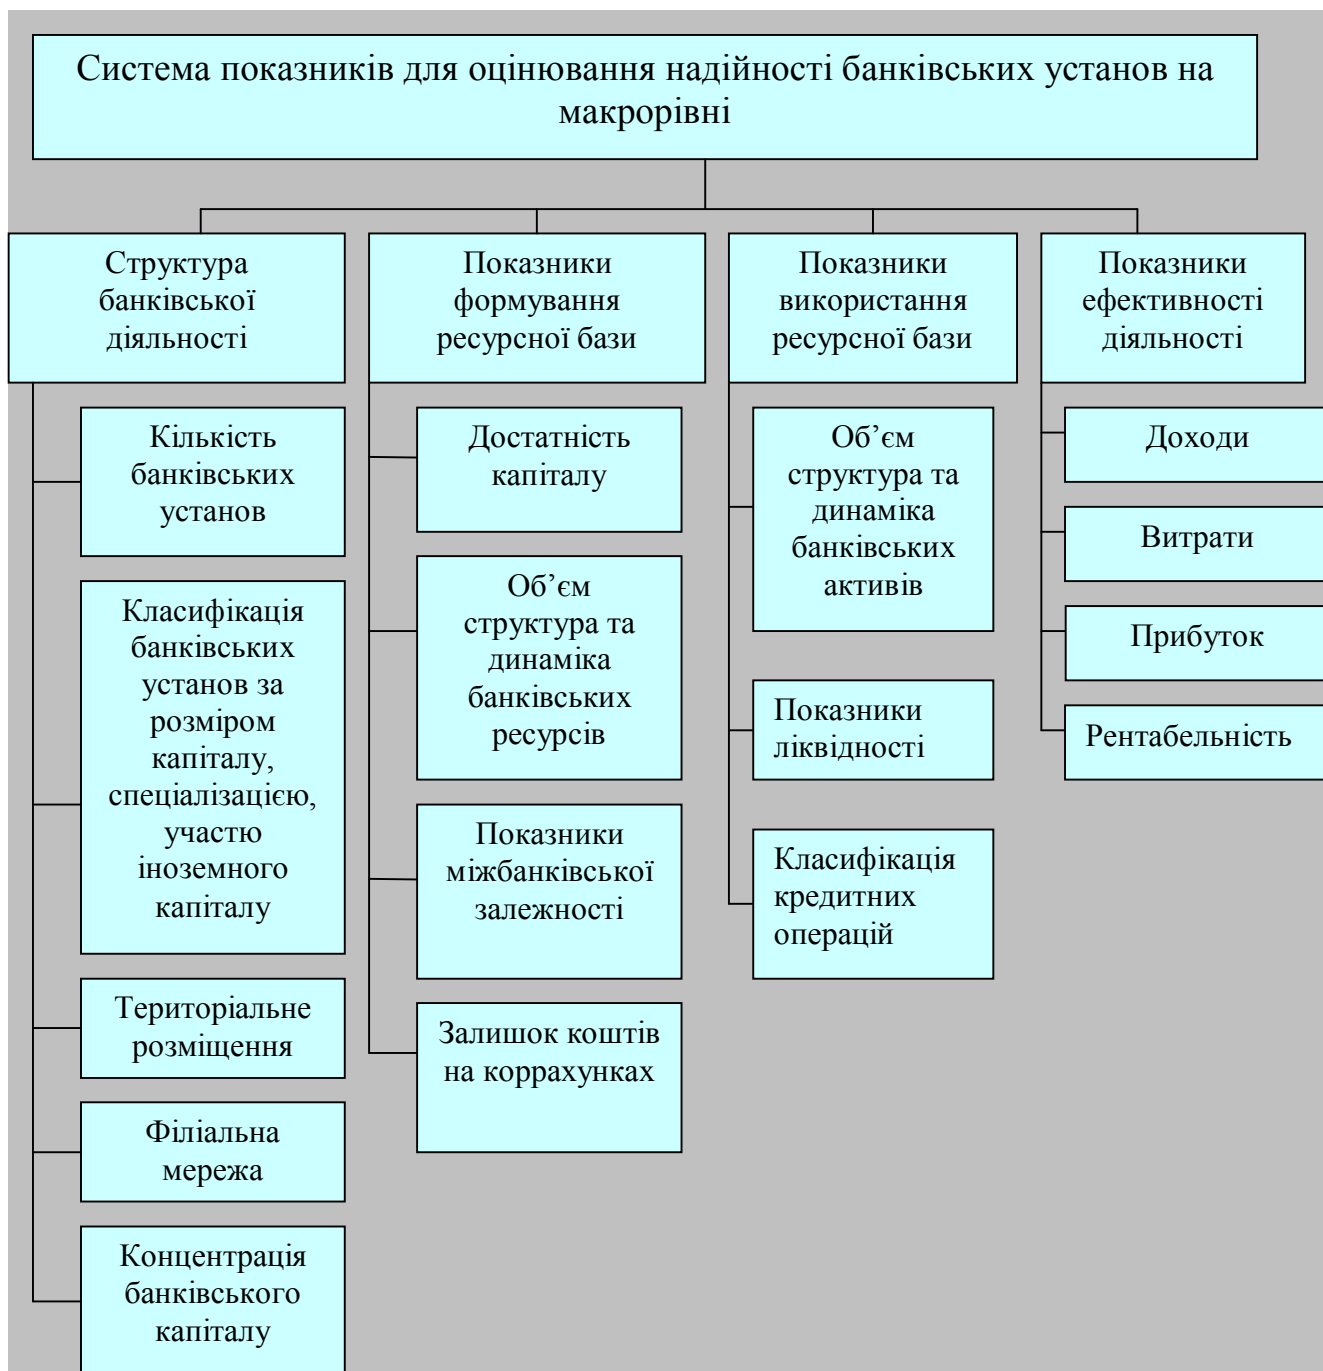 Система показників для оцінювання надійності банківських установ на
макрорівні
Структура
банківської
діяльності
Кількість
банківських
установ
Класифікація
банківських
установ за
розміром
капіталу,
спеціалізацією,
участю
іноземного
капіталу
Територіальне
розміщення
Філіальна
мережа
Концентрація
банківського
капіталу
Показники
формування
ресурсної бази
Достатність
капіталу
Об’єм
структура та
динаміка
банківських
ресурсів
Показники
міжбанківської
залежності
Залишок коштів
на коррахунках
Показники
використання
ресурсної бази
Об’єм
структура та
динаміка
банківських
активів
Показники
ліквідності
Класифікація
кредитних
операцій
Показники
ефективності
діяльності
Доходи
Витрати
Прибуток
Рентабельність